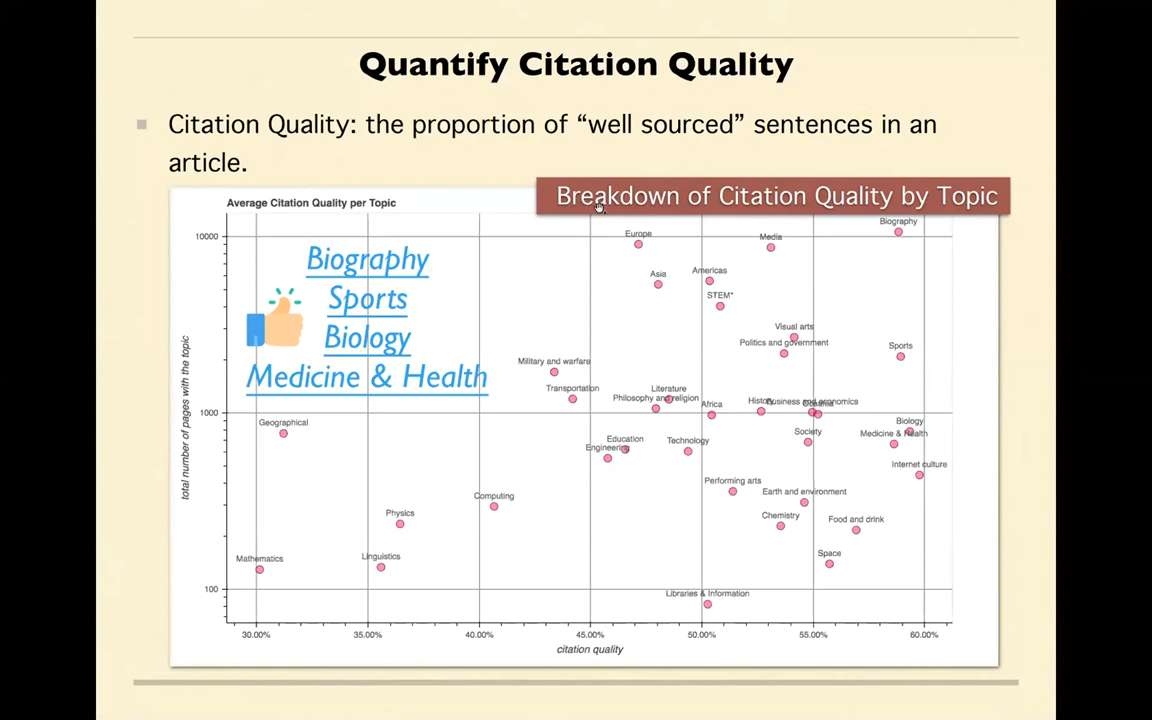 Quantify Citation Quality
Citation Quality: the proportion of “well sourced” sentences in an
article.
Breakdown of Citation Quality by Topic
Average Citation Quality per Topic
Biography
Sports
Biology
Medicine & Health
total number of pages with the topic
10000
1000
100
Biography
Europe
Media
Asia
Americas
STEM*
Visual arts
Politics and government
Sports
Military and warfare
Transportation
Literature
Philosophy and religion
Africa
History
Business and economics
Geographical
Biology
Society
Medicine & Health
Education
Technology
Engineering
Internet culture
Performing arts
Earth and environment
Computing
Physics
Chemistry
Food and drink
Space
Mathematics
Linguistics
Libraries & Information
30.00%
35.00%
40.00%
45.00%
50.00%
55.00%
60.00%
citation quality